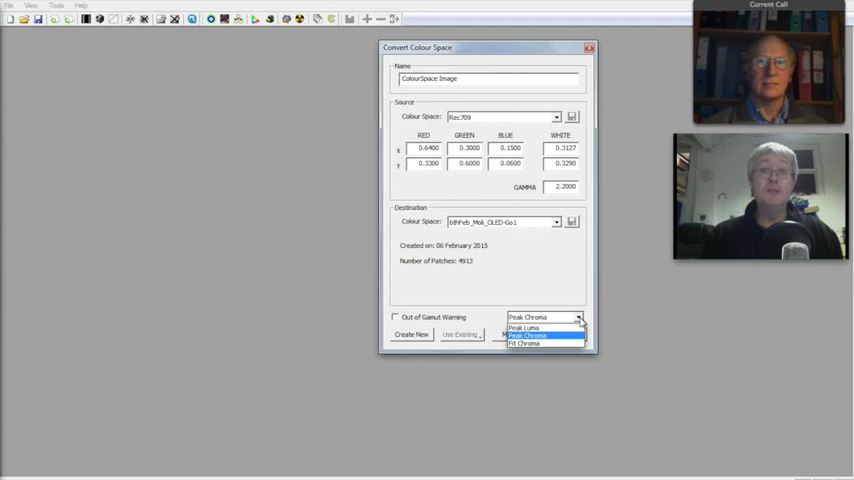 File View Tools Help
Current Call
Convert Colour Space
Name
ColourSpace Image
Source
Colour Space: Rec709
RED GREEN BLUE WHITE
X 0.6400 0.3000 0.1500 0.3127
Y 0.3300 0.6000 0.0600 0.3290
GAMMA 2.2000
Destination
Colour Space: 6thFeb_Moli_OLED-Go1
Created on: 06 February 2015
Number of Patches: 4913
Out of Gamut Warning Peak Chroma
Peak Luma
Create New Use Existing Peak Chroma
Fit Chroma